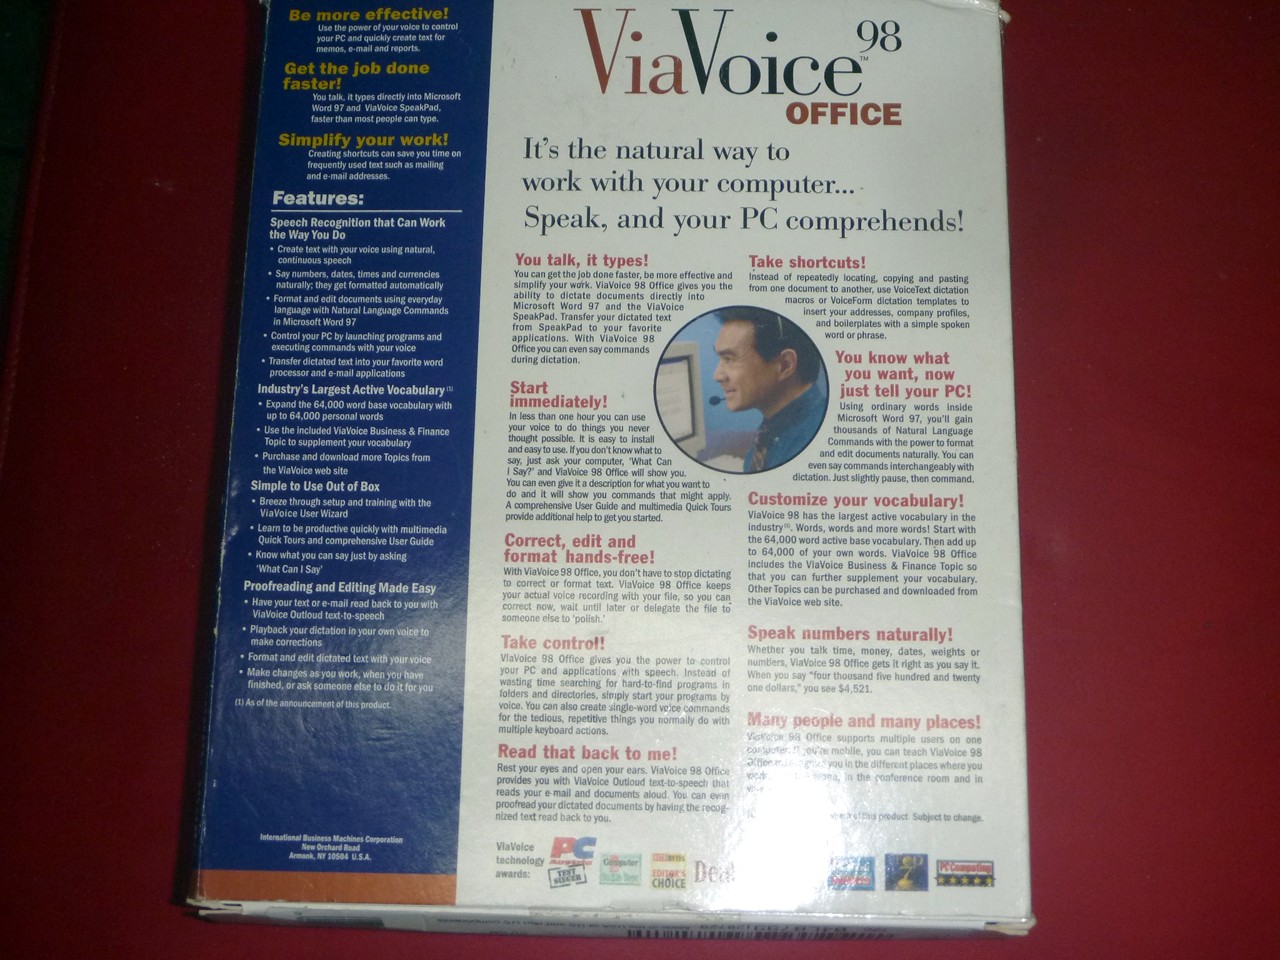 Be more effective!
Use the power of your voice to control
your PC and quickly create text for
memos, e-mail and reports.
Get the job done
faster!
You talk, it types directly into Microsoft
Word 97 and ViaVoice SpeakPad,
faster than most people can type.
Simplify your work!
Creating shortcuts can save you time on
frequently used text such as mailing
and e-mail addresses.
Features:
Speech Recognition that Can Work
the Way You Do
• Create text with your voice using natural,
continuous speech
• Say numbers, dates, times and currencies
naturally; they get formatted automatically
• Format and edit documents using everyday
language with Natural Language Commands
in Microsoft Word 97
• Control your PC by launching programs and
executing commands with your voice
• Transfer dictated text into your favorite word
processor and e-mail applications
Industry's Largest Active Vocabulary (1)
• Expand the 64,000 word base vocabulary with
up to 64,000 personal words
• Use the included ViaVoice Business & Finance
Topic to supplement your vocabulary
• Purchase and download more Topics from
the ViaVoice web site
Simple to Use Out of Box
• Breeze through setup and training with the
ViaVoice User Wizard
• Learn to be productive quickly with multimedia
Quick Tours and comprehensive User Guide
• Know what you can say just by asking
'What Can I Say'
Proofreading and Editing Made Easy
• Have your text or e-mail read back to you with
ViaVoice Outloud text-to-speech
• Playback your dictation in your own voice to
make corrections
• Format and edit dictated text with your voice
• Make changes as you work, when you have
finished, or ask someone else to do it for you
(1) As of the announcement of this product.
International Business Machines Corporation
New Orchard Road
Armonk, NY 10504 U.S.A.
ViaVoice 98
™
OFFICE
It's the natural way to
work with your computer...
Speak, and your PC comprehends!
You talk, it types!
You can get the job done faster, be more effective and
simplify your work. ViaVoice 98 Office gives you the
ability to dictate documents directly into
Microsoft Word 97 and the ViaVoice
SpeakPad. Transfer your dictated text
from SpeakPad to your favorite
applications. With ViaVoice 98
Office you can even say commands
during dictation.
Start
immediately!
In less than one hour you can use
your voice to do things you never
thought possible. It is easy to install
and easy to use. If you don't know what to
say, just ask your computer, 'What Can
I Say?' and ViaVoice 98 Office will show you.
You can even give it a description for what you want to
do and it will show you commands that might apply.
A comprehensive User Guide and multimedia Quick Tours
provide additional help to get you started.
Correct, edit and
format hands-free!
With ViaVoice 98 Office, you don't have to stop dictating
to correct or format text. ViaVoice 98 Office keeps
your actual voice recording with your file, so you can
correct now, wait until later or delegate the file to
someone else to 'polish.'
Take control!
ViaVoice 98 Office gives you the power to control
your PC and applications with speech. Instead of
wasting time searching for hard-to-find programs in
folders and directories, simply start your programs by
voice. You can also create single-word voice commands
for the tedious, repetitive things you normally do with
multiple keyboard actions.
Read that back to me!
Rest your eyes and open your ears. ViaVoice 98 Office
provides you with ViaVoice Outloud text-to-speech that
reads your e-mail and documents aloud. You can even
proofread your dictated documents by having the recog-
nized text read back to you.
Take shortcuts!
Instead of repeatedly locating, copying and pasting
from one document to another, use VoiceText dictation
macros or VoiceForm dictation templates to
insert your addresses, company profiles,
and boilerplates with a simple spoken
word or phrase.
You know what
you want, now
just tell your PC!
Using ordinary words inside
Microsoft Word 97, you'll gain
thousands of Natural Language
Commands with the power to format
and edit documents naturally. You can
even say commands interchangeably with
dictation. Just slightly pause, then command.
Customize your vocabulary!
ViaVoice 98 has the largest active vocabulary in the
industry(1). Words, words and more words! Start with
the 64,000 word active base vocabulary. Then add up
to 64,000 of your own words. ViaVoice 98 Office
includes the ViaVoice Business & Finance Topic so
that you can further supplement your vocabulary.
Other Topics can be purchased and downloaded from
the ViaVoice web site.
Speak numbers naturally!
Whether you talk time, money, dates, weights or
numbers, ViaVoice 98 Office gets it right as you say it.
When you say "four thousand five hundred and twenty
one dollars," you see $4,521.
Many people and many places!
ViaVoice 98 Office supports multiple users on one
computer. If you're mobile, you can teach ViaVoice 98
Office you in the different places where you
in the conference room and in
of this product. Subject to change.
ViaVoice
technology
awards:
PC
TEST
SIEGER
Computer
EDITOR'S
CHOICE
PC Computing